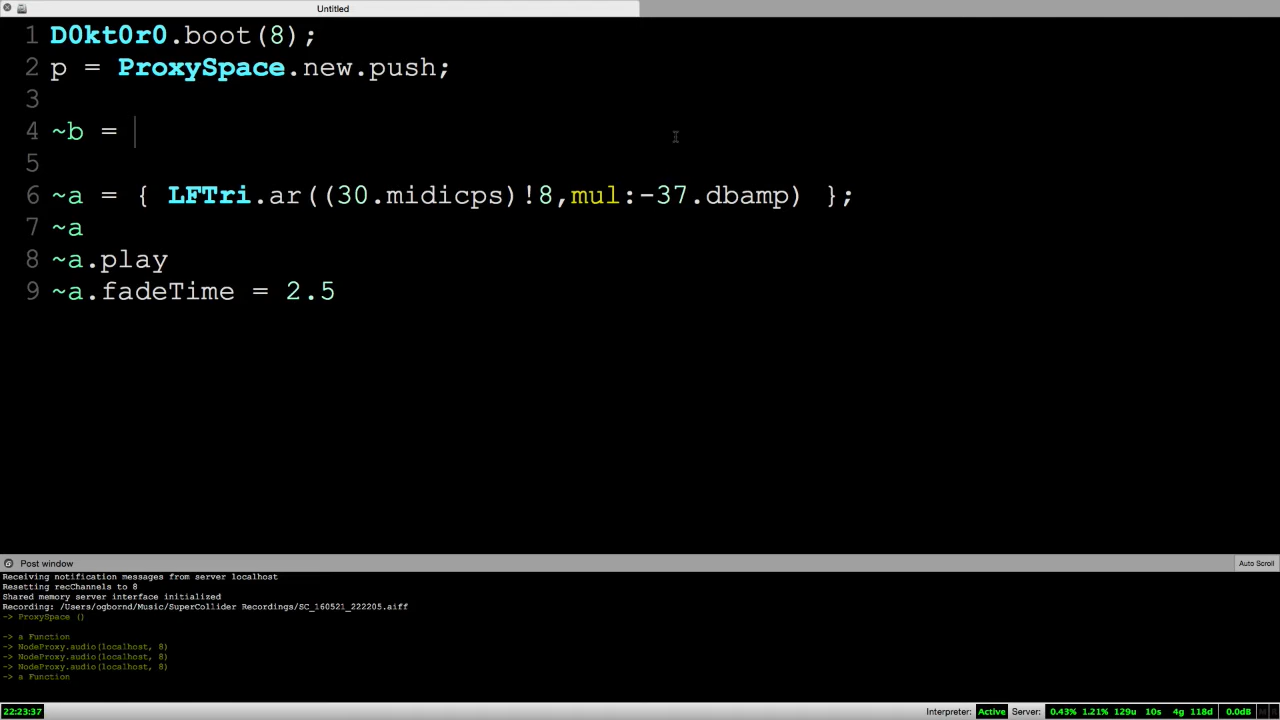 Untitled
1 D0kt0r0.boot(8);
2 p = ProxySpace.new.push;
3
4 ~b =
5
6 ~a = { LFTri.ar((30.midicps)!8,mul:-37.dbamp) };
7 ~a
8 ~a.play
9 ~a.fadeTime = 2.5
Post window
Auto Scroll
Receiving notification messages from server localhost
Resetting recChannels to 8
Shared memory server interface initialized
Recording: /Users/ogbornd/Music/SuperCollider Recordings/SC_160521_222205.aiff
-> ProxySpace ()
-> a Function
-> NodeProxy.audio(localhost, 8)
-> NodeProxy.audio(localhost, 8)
-> NodeProxy.audio(localhost, 8)
-> a Function
22:23:37 Interpreter: Active Server: 0.43% 1.21% 129u 10s 4g 118d 0.0dB